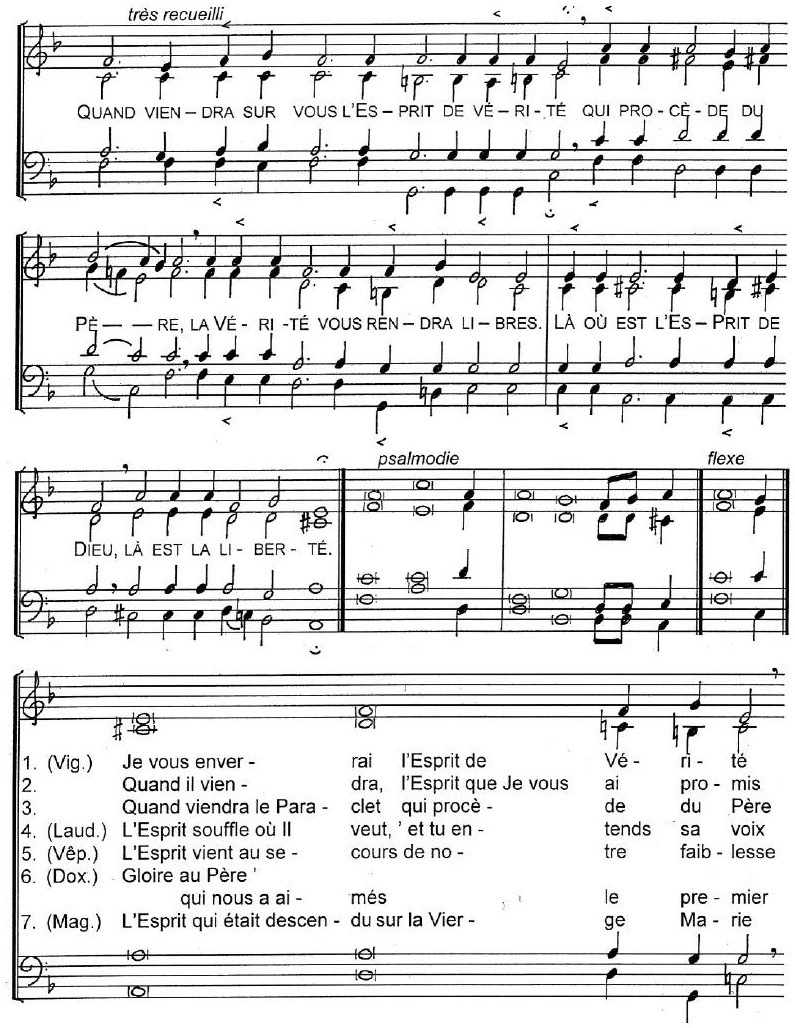 très recueilli
QUAND VIEN – DRA SUR VOUS L'ES – PRIT DE VÉ – RI – TÉ QUI PRO – CÈ – DE DU
PÈ — — RE, LA VÉ – RI – TÉ VOUS REN – DRA LI – BRES. LÀ OÙ EST L'ES – PRIT DE
psalmodie flexe
DIEU, LÀ EST LA LI – BER – TÉ.
1. (Vig.) Je vous enver - rai l'Esprit de Vé - ri - té
2. Quand il vien - dra, l'Esprit que Je vous ai pro - mis
3. Quand viendra le Para - clet qui procè - de du Père
4. (Laud.) L'Esprit souffle où Il veut, ' et tu en - tends sa voix
5. (Vêp.) L'Esprit vient au se - cours de no - tre faib - lesse
6. (Dox.) Gloire au Père '
qui nous a ai - més le pre - mier
7. (Mag.) L'Esprit qui était descen - du sur la Vier - ge Ma - rie